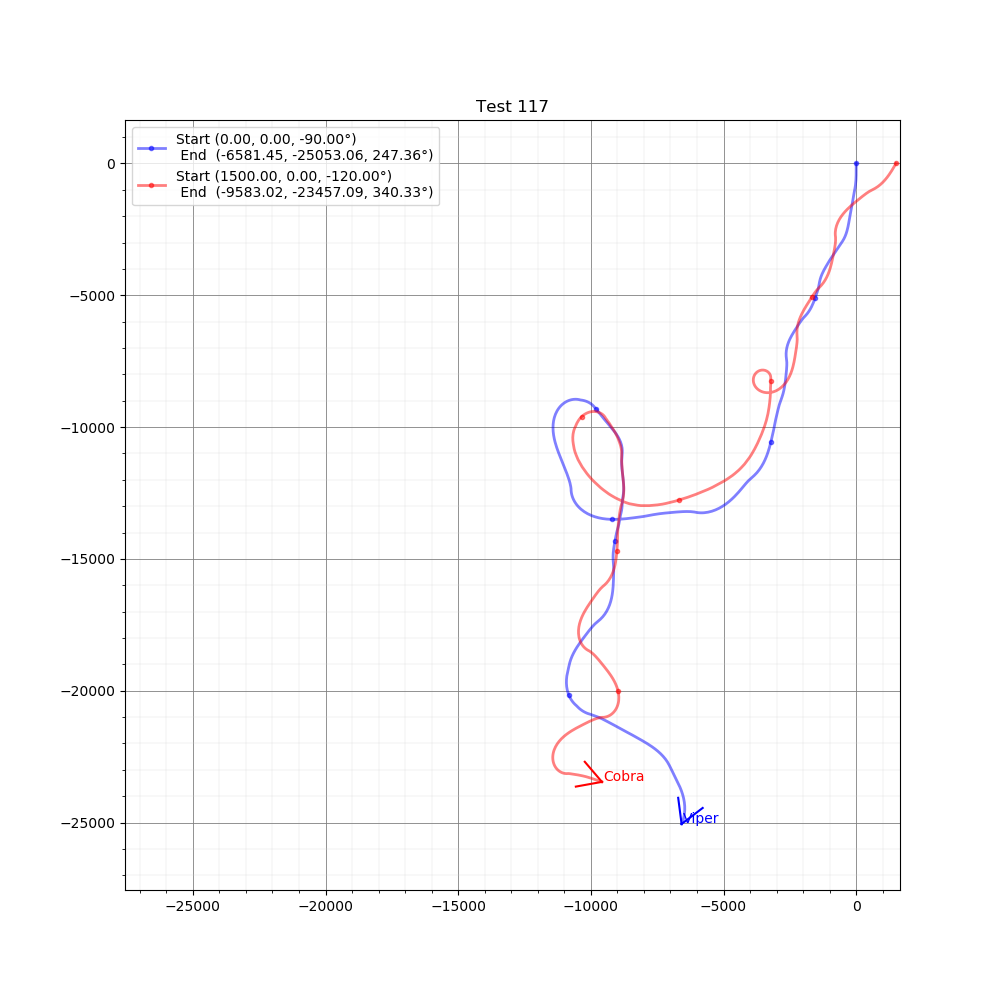 Test 117
Start (0.00, 0.00, -90.00°)
End  (-6581.45, -25053.06, 247.36°)
Start (1500.00, 0.00, -120.00°)
End  (-9583.02, -23457.09, 340.33°)
0
−5000
−10000
−15000
−20000
−25000
Cobra
Viper
−25000
−20000
−15000
−10000
−5000
0